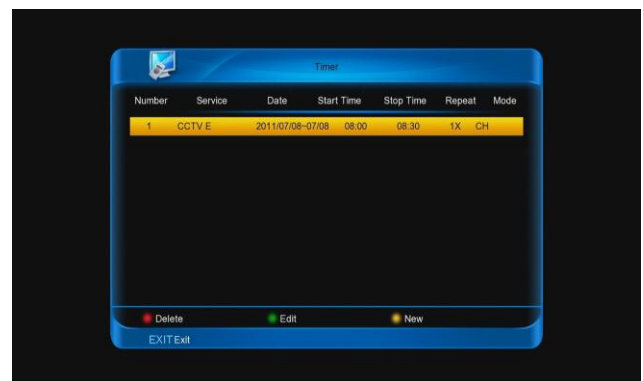 Timer
Number Service Date Start Time Stop Time Repeat Mode
1 CCTV E 2011/07/08~07/08 08:00 08:30 1X CH
Delete Edit New
EXIT Exit